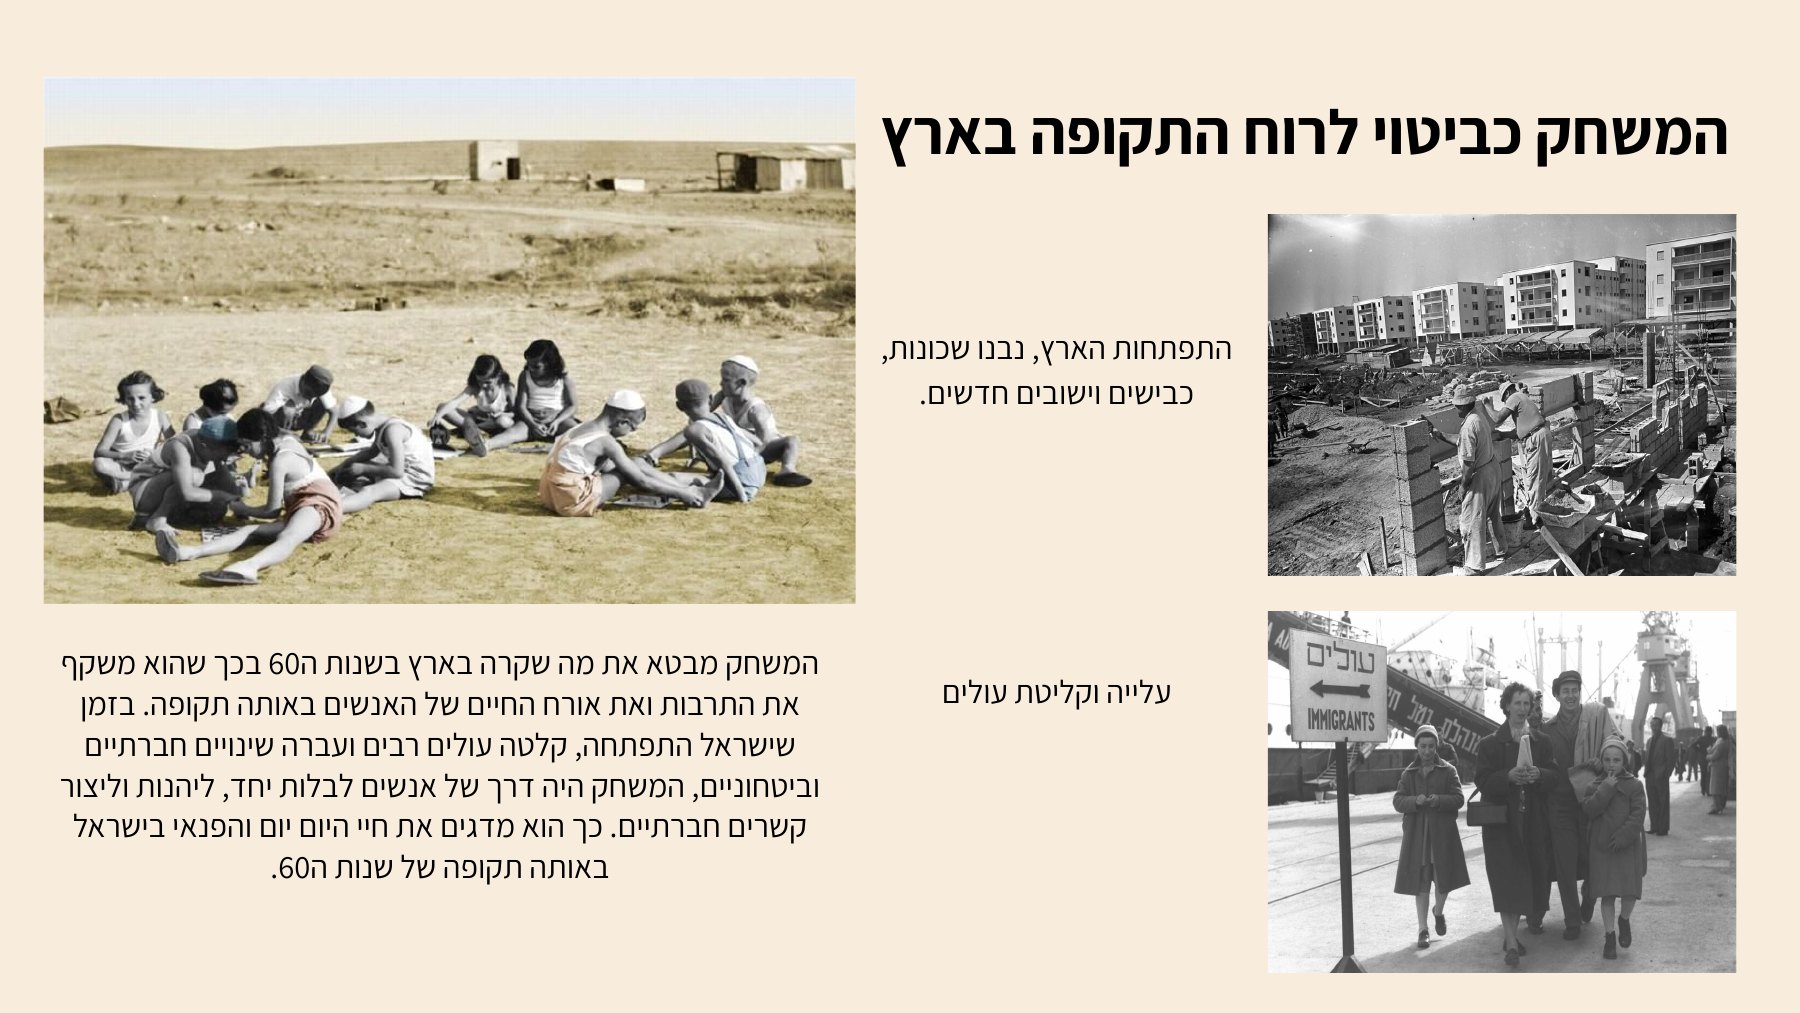 המשחק כביטוי לרוח התקופה בארץ
התפתחות הארץ, נבנו שכונות,
כבישים וישובים חדשים.
עולים
IMMIGRANTS
עלייה וקליטת עולים
המשחק מבטא את מה שקרה בארץ בשנות ה60 בכך שהוא משקף
את התרבות ואת אורח החיים של האנשים באותה תקופה. בזמן
שישראל התפתחה, קלטה עולים רבים ועברה שינויים חברתיים
וביטחוניים, המשחק היה דרך של אנשים לבלות יחד, ליהנות וליצור
קשרים חברתיים. כך הוא מדגים את חיי היום יום והפנאי בישראל
באותה תקופה של שנות ה60.